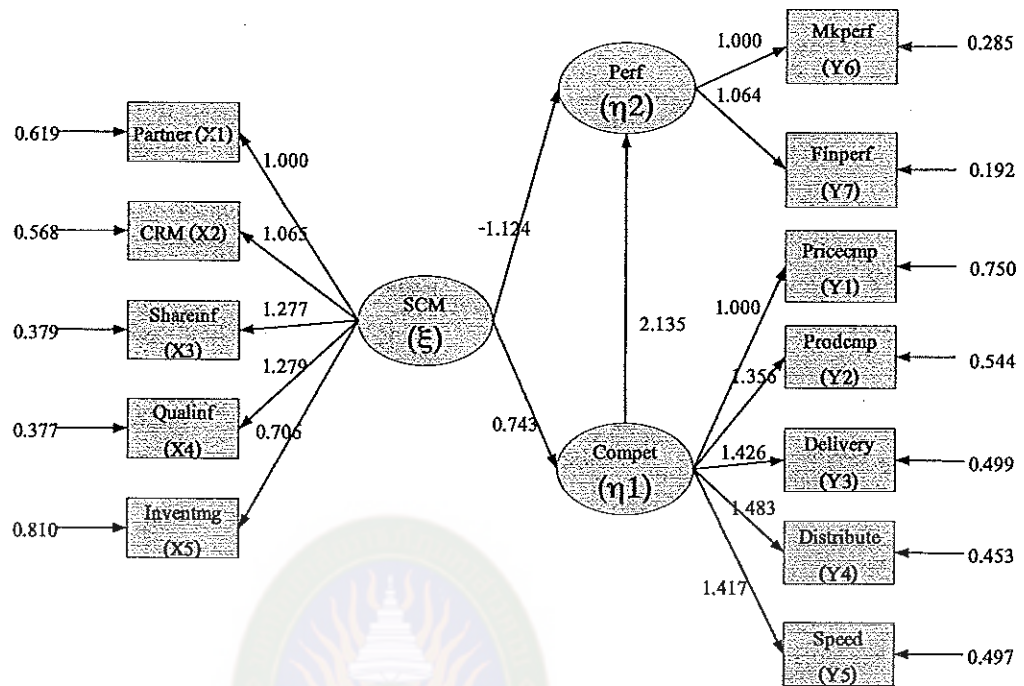 0.619
Partner (X1)
1.000
0.568
CRM (X2)
1.065
0.379
Shareinf
(X3)
1.277
0.377
Qualinf
(X4)
1.279
0.810
Inventmg
(X5)
0.706
SCM
(ξ)
-1.124
0.743
Perf
(η2)
2.135
Compet
(η1)
1.000
Mkperf
(Y6)
0.285
1.064
Finperf
(Y7)
0.192
1.000
Pricecmp
(Y1)
0.750
1.356
Prodcmp
(Y2)
0.544
1.426
Delivery
(Y3)
0.499
1.483
Distribute
(Y4)
0.453
1.417
Speed
(Y5)
0.497